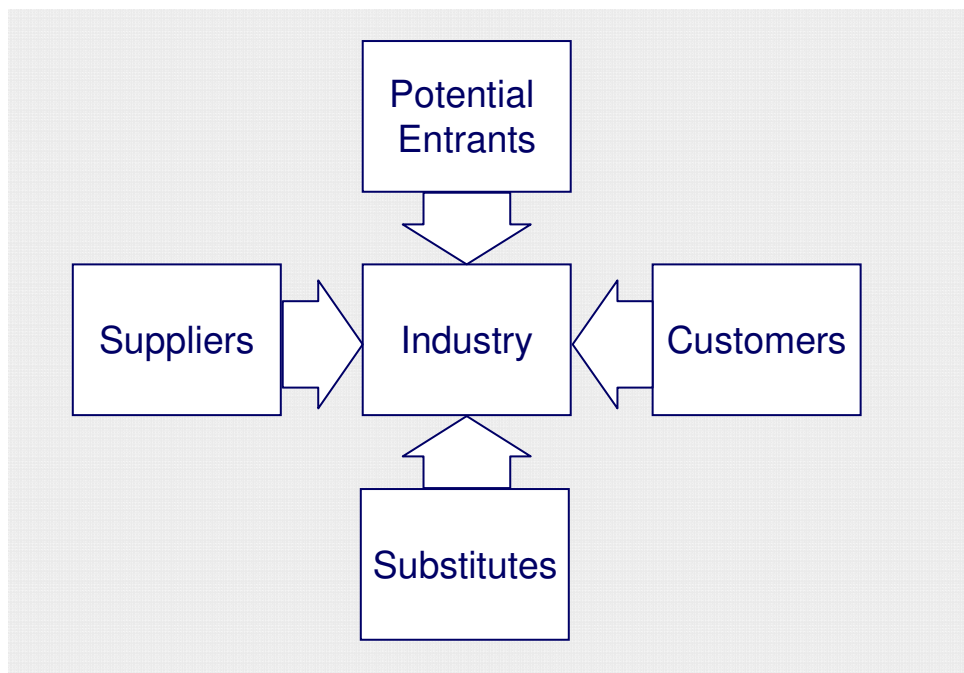 Potential
Entrants
Suppliers
Industry
Customers
Substitutes